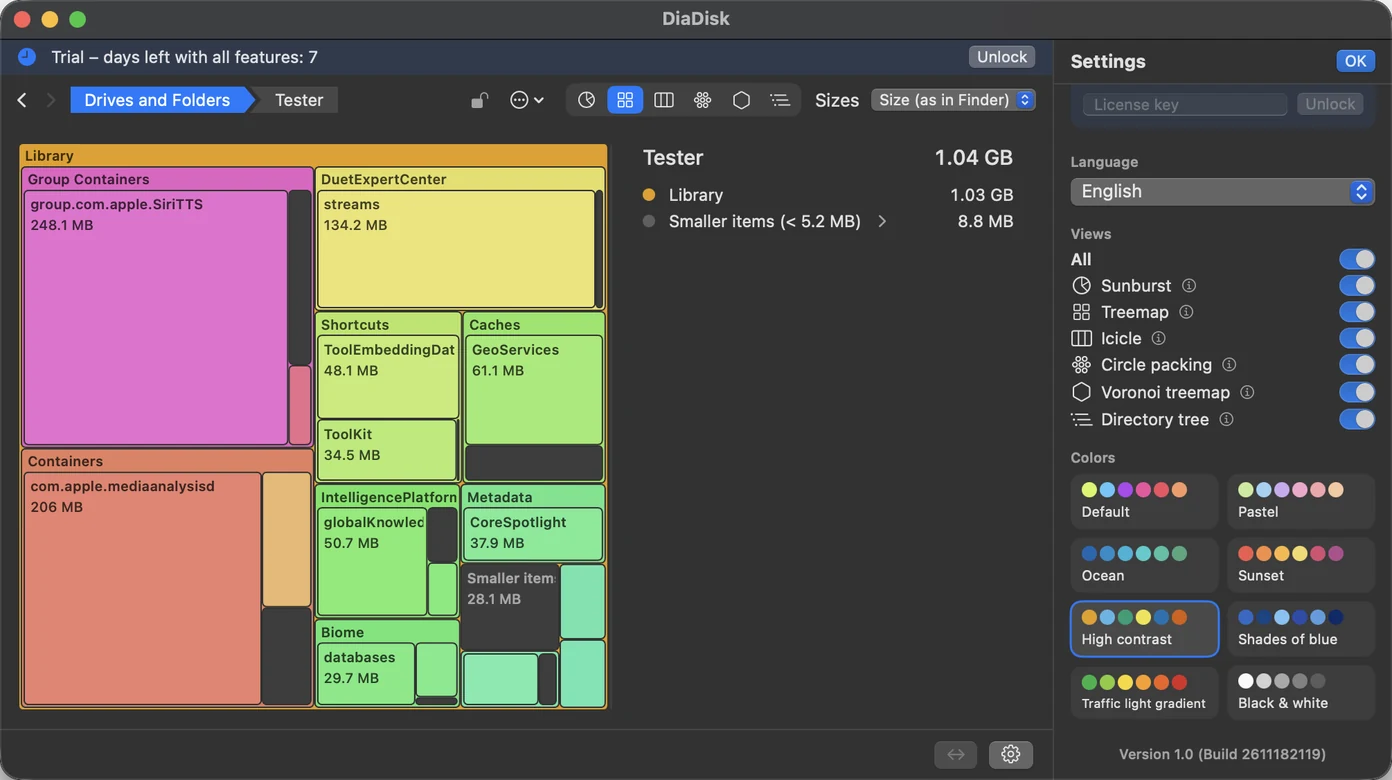 DiaDisk
Trial – days left with all features: 7
Unlock
Drives and Folders
Tester
Sizes
Size (as in Finder)
Library
Group Containers
group.com.apple.SiriTTS
248.1 MB
DuetExpertCenter
streams
134.2 MB
Shortcuts
ToolEmbeddingDat
48.1 MB
ToolKit
34.5 MB
Caches
GeoServices
61.1 MB
Containers
com.apple.mediaanalysisd
206 MB
IntelligencePlatforn
globalKnowled
50.7 MB
Metadata
CoreSpotlight
37.9 MB
Smaller item
28.1 MB
Biome
databases
29.7 MB
Tester 1.04 GB
Library 1.03 GB
Smaller items (< 5.2 MB) 8.8 MB
Settings
OK
License key
Unlock
Language
English
Views
All
Sunburst
Treemap
Icicle
Circle packing
Voronoi treemap
Directory tree
Colors
Default
Pastel
Ocean
Sunset
High contrast
Shades of blue
Traffic light gradient
Black & white
Version 1.0 (Build 2611182119)